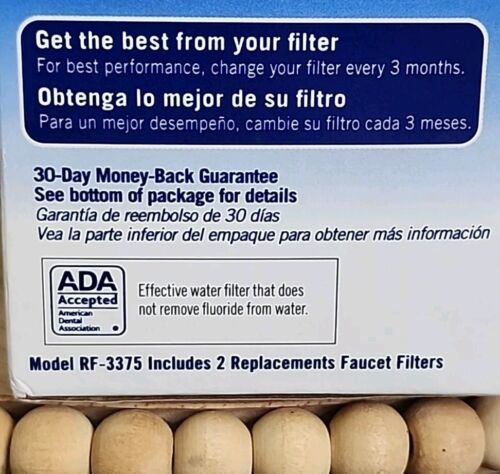 Get the best from your filter
For best performance, change your filter every 3 months.
Obtenga lo mejor de su filtro
Para un mejor desempeño, cambie su filtro cada 3 meses.
30-Day Money-Back Guarantee
See bottom of package for details
Garantía de reembolso de 30 días
Vea la parte inferior del empaque para obtener más información
ADA
Accepted
American
Dental
Association
Effective water filter that does
not remove fluoride from water.
Model RF-3375 Includes 2 Replacements Faucet Filters